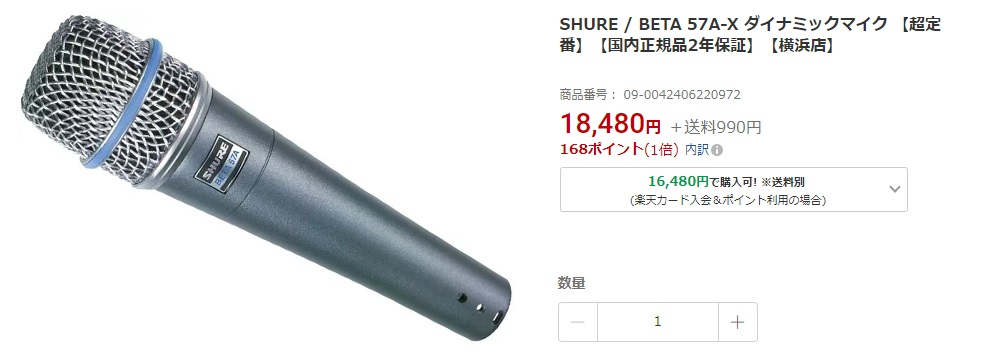 SHURE / BETA 57A-X ダイナミックマイク 【超定
番】【国内正規品2年保証】【横浜店】
商品番号： 09-0042406220972
18,480円 ＋送料990円
168ポイント(1倍) 内訳
16,480円で購入可! ※送料別
(楽天カード入会＆ポイント利用の場合)
数量
1
SHURE
BETA 57A